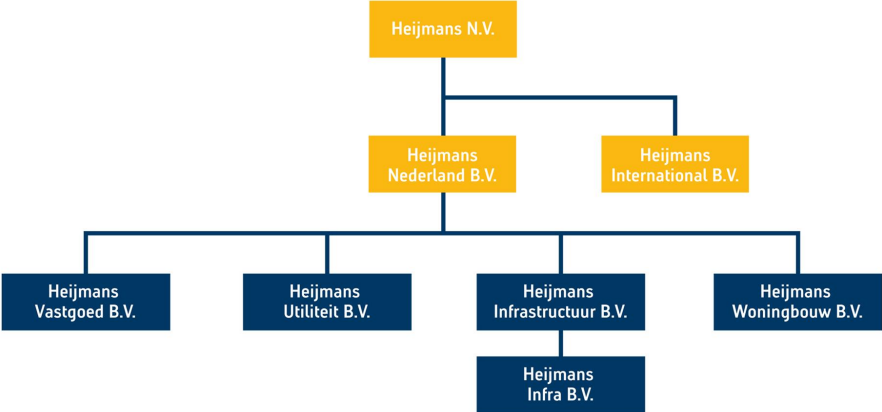 Heijmans N.V.
Heijmans
Nederland B.V.
Heijmans
International B.V.
Heijmans
Vastgoed B.V.
Heijmans
Utiliteit B.V.
Heijmans
Infrastructuur B.V.
Heijmans
Woningbouw B.V.
Heijmans
Infra B.V.